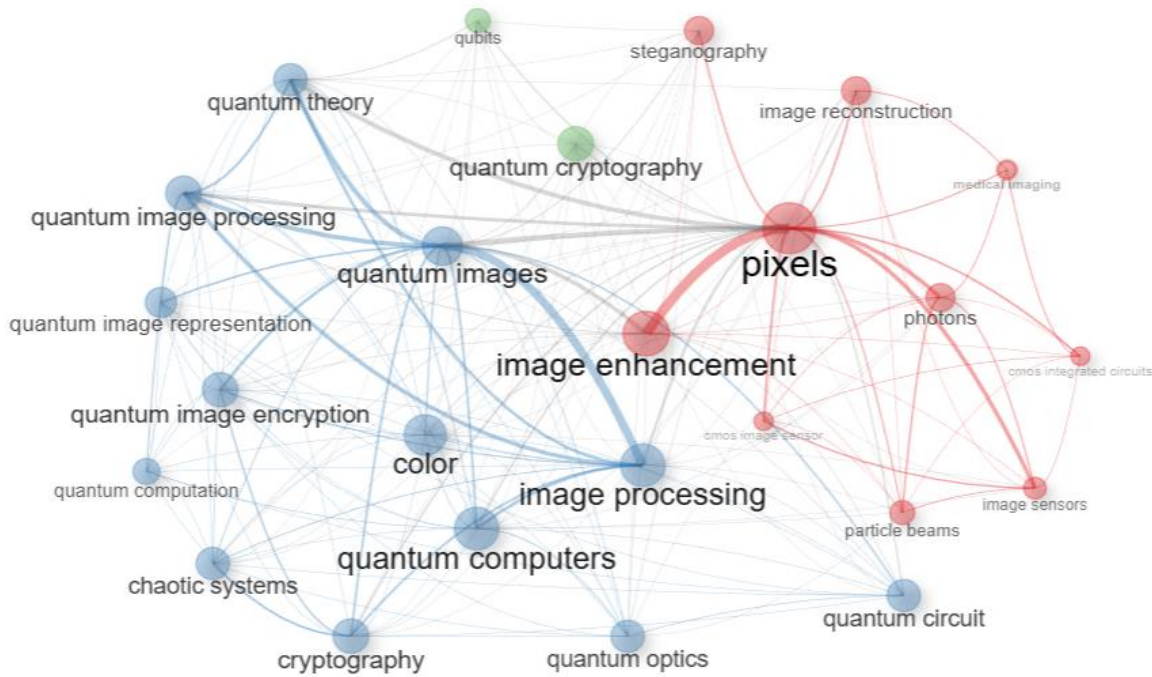 qubits
steganography
quantum theory
image reconstruction
quantum cryptography
medical imaging
quantum image processing
pixels
quantum images
photons
quantum image representation
image enhancement
cmos integrated circuits
quantum image encryption
cmos image sensor
color
quantum computation
image processing
image sensors
particle beams
quantum computers
chaotic systems
quantum circuit
cryptography
quantum optics